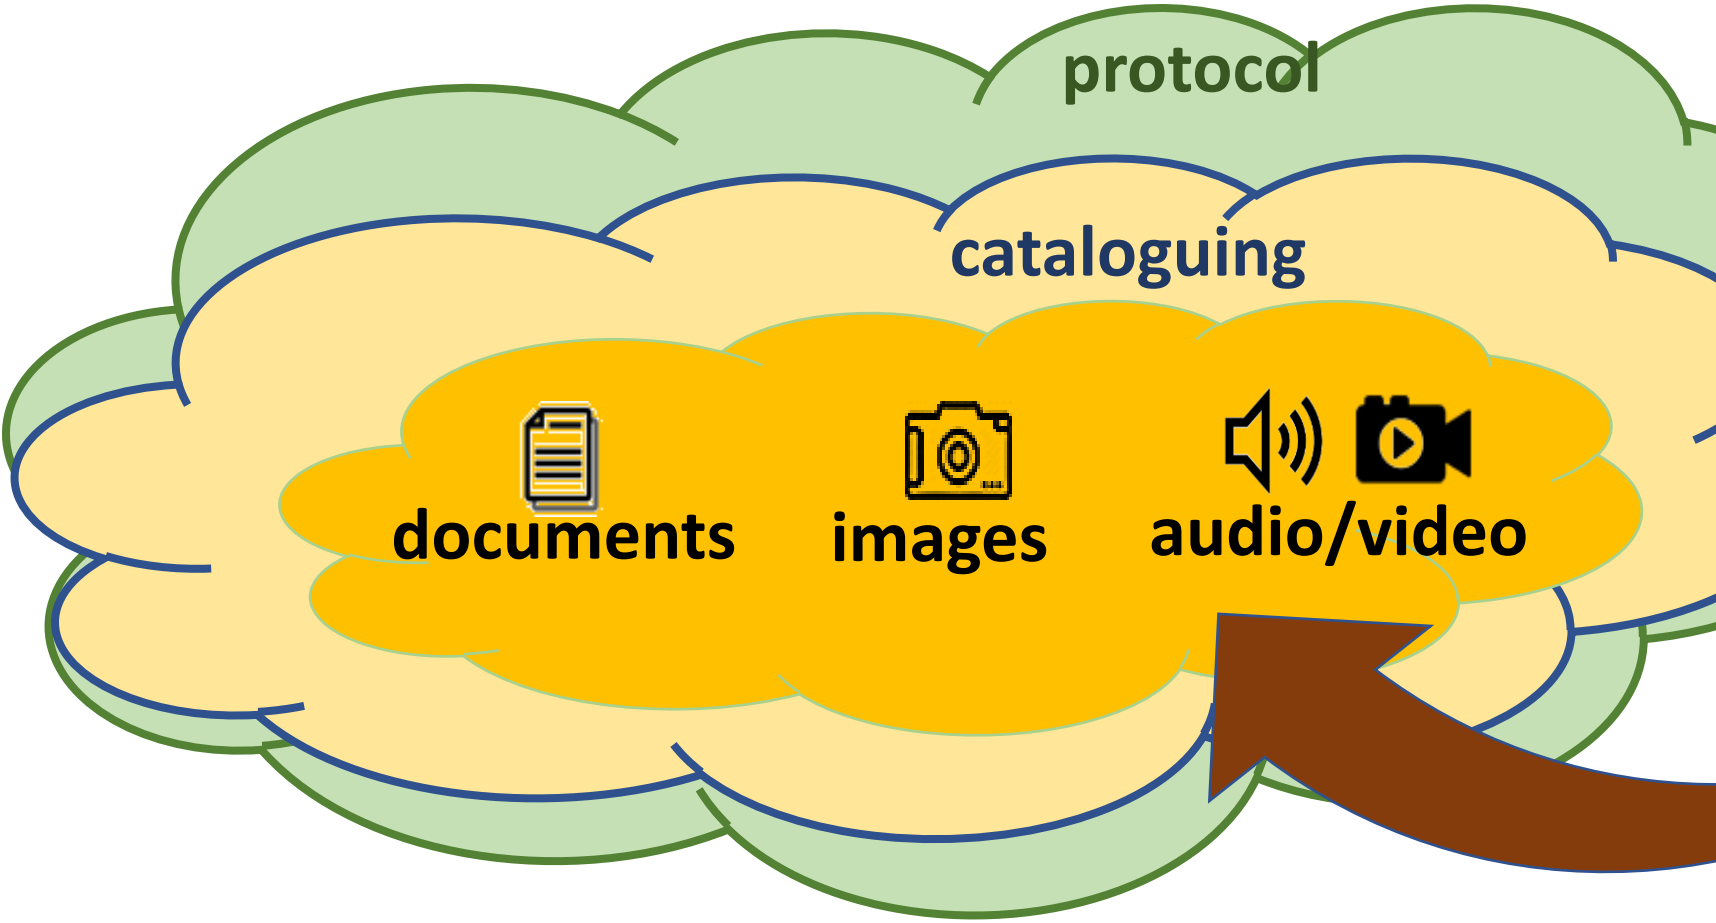 protocol
cataloguing
documents
images
audio/video